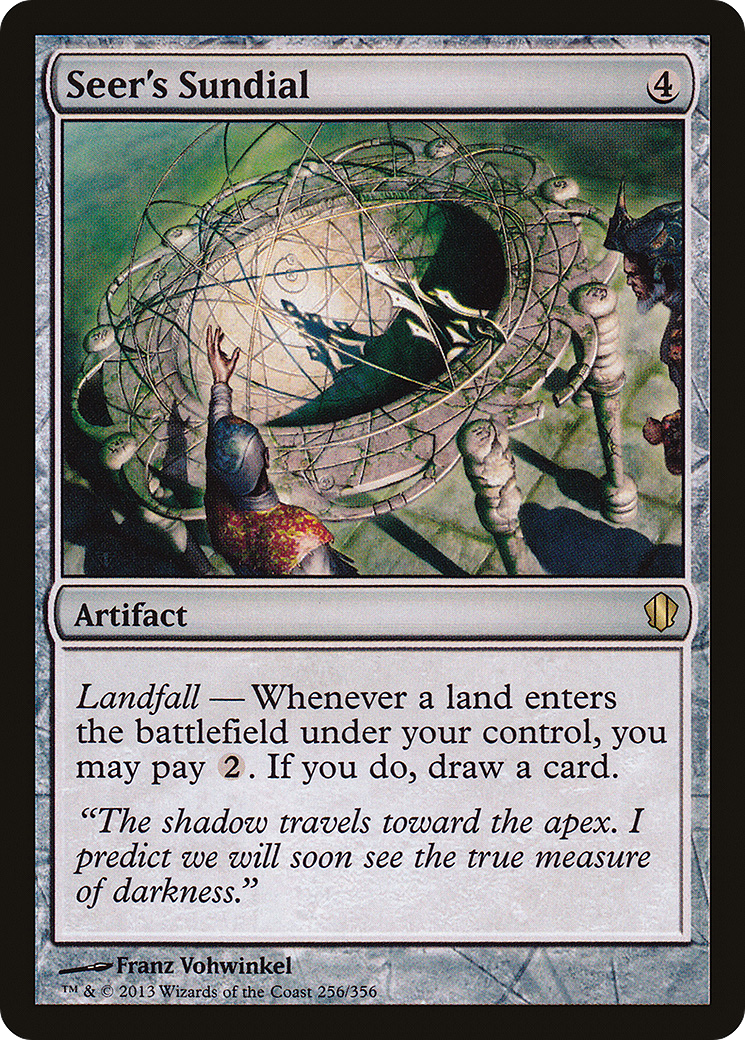 Seer's Sundial 4
Artifact
Landfall — Whenever a land enters
the battlefield under your control, you
may pay 2. If you do, draw a card.
“The shadow travels toward the apex. I
predict we will soon see the true measure
of darkness.”
Franz Vohwinkel
™ & © 2013 Wizards of the Coast 256/356